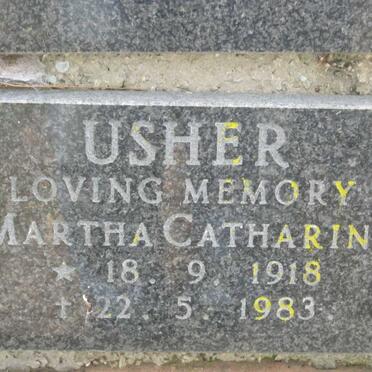 USHER
LOVING MEMORY
MARTHA CATHARIN
★ 18. 9. 1918
† 22. 5. 1983.